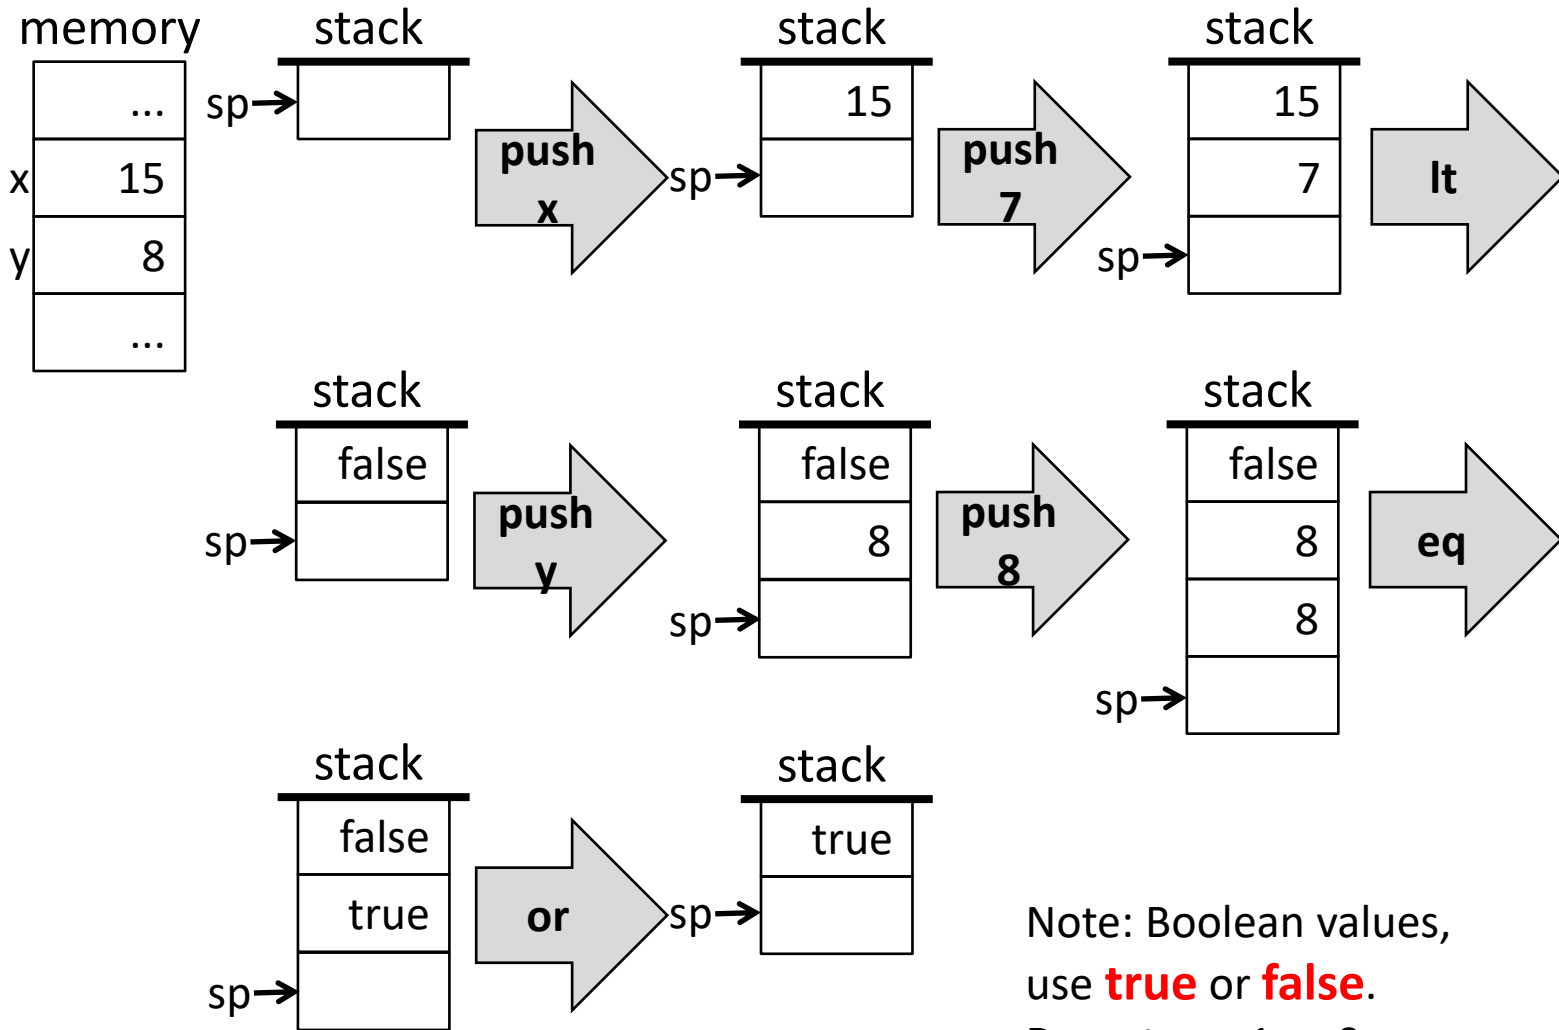 memory
stack
stack
stack
...
x 15
y 8
...
sp
push
x
15
sp
push
7
15
7
sp
lt
stack
stack
stack
false
sp
push
y
false
8
sp
push
8
false
8
8
sp
eq
stack
stack
false
true
sp
or
true
sp
Note: Boolean values,
use true or false.